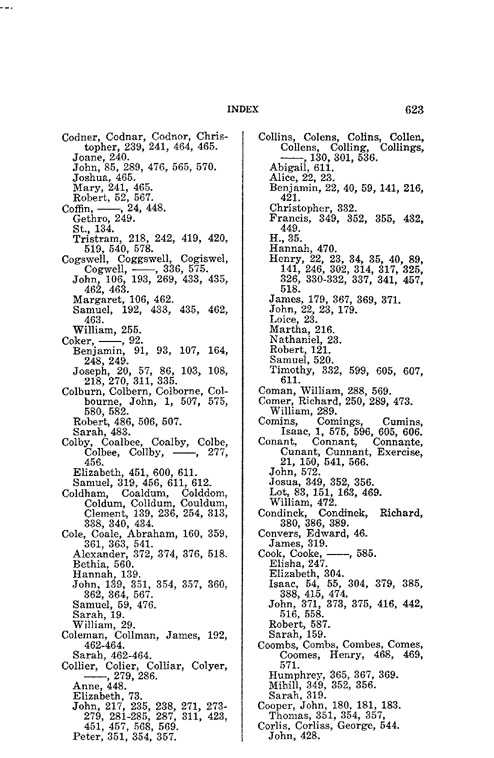 INDEX 623
Codner, Codnar, Codnor, Chris-
topher, 239, 241, 464, 465.
Joane, 240.
John, 85, 289, 476, 565, 570.
Joshua, 465.
Mary, 241, 465.
Robert, 52, 567.
Coffin, ——, 24, 448.
Gethro, 249.
St., 134.
Tristram, 218, 242, 419, 420,
519, 540, 578.
Cogswell, Coggswell, Cogiswel,
Cogwell, ——, 336, 575.
John, 106, 193, 269, 433, 435,
462, 463.
Margaret, 106, 462.
Samuel, 192, 433, 435, 462,
463.
William, 255.
Coker, ——, 92.
Benjamin, 91, 93, 107, 164,
248, 249.
Joseph, 20, 57, 86, 103, 108,
218, 270, 311, 335.
Colburn, Colbern, Colborne, Col-
bourne, John, 1, 507, 575,
580, 582.
Robert, 486, 506, 507.
Sarah, 483.
Colby, Coalbee, Coalby, Colbe,
Colbee, Collby, ——, 277,
456.
Elizabeth, 451, 600, 611.
Samuel, 319, 456, 611, 612.
Coldham, Coaldum, Colddom,
Coldum, Colldum, Couldum,
Clement, 139, 236, 254, 313,
338, 340, 434.
Cole, Coale, Abraham, 160, 359,
361, 363, 541.
Alexander, 372, 374, 376, 518.
Bethia, 560.
Hannah, 139.
John, 139, 351, 354, 357, 360,
362, 364, 567.
Samuel, 59, 476.
Sarah, 19.
William, 29.
Coleman, Collman, James, 192,
462-464.
Sarah, 462-464.
Collier, Colier, Colliar, Colyer,
——, 279, 286.
Anne, 448.
Elizabeth, 73.
John, 217, 235, 238, 271, 273-
279, 281-285, 287, 311, 423,
451, 457, 568, 569.
Peter, 351, 354, 357.
Collins, Colens, Colins, Collen,
Collens, Colling, Collings,
——, 130, 301, 536.
Abigail, 611.
Alice, 22, 23.
Benjamin, 22, 40, 59, 141, 216,
421.
Christopher, 332.
Francis, 349, 352, 355, 432,
449.
H., 35.
Hannah, 470.
Henry, 22, 23, 34, 35, 40, 89,
141, 246, 302, 314, 317, 325,
326, 330-332, 337, 341, 457,
518.
James, 179, 367, 369, 371.
John, 22, 23, 179.
Loice, 23.
Martha, 216.
Nathaniel, 23.
Robert, 121.
Samuel, 520.
Timothy, 332, 599, 605, 607,
611.
Coman, William, 288, 569.
Comer, Richard, 250, 289, 473.
William, 289.
Comins, Comings, Cumins,
Isaac, 1, 575, 596, 605, 606.
Conant, Connant, Connante,
Cunant, Cunnant, Exercise,
21, 150, 541, 566.
John, 572.
Josua, 349, 352, 356.
Lot, 83, 151, 163, 469.
William, 472.
Condinck, Condinck, Richard,
380, 386, 389.
Convers, Edward, 46.
James, 319.
Cook, Cooke, ——, 585.
Elisha, 247.
Elizabeth, 304.
Isaac, 54, 55, 304, 379, 385,
388, 415, 474.
John, 371, 373, 375, 416, 442,
516, 558.
Robert, 587.
Sarah, 159.
Coombs, Combs, Combes, Comes,
Coomes, Henry, 468, 469,
571.
Humphrey, 365, 367, 369.
Mihill, 349, 352, 356.
Sarah, 319.
Cooper, John, 180, 181, 183.
Thomas, 351, 354, 357,
Corlis, Corliss, George, 544.
John, 428.